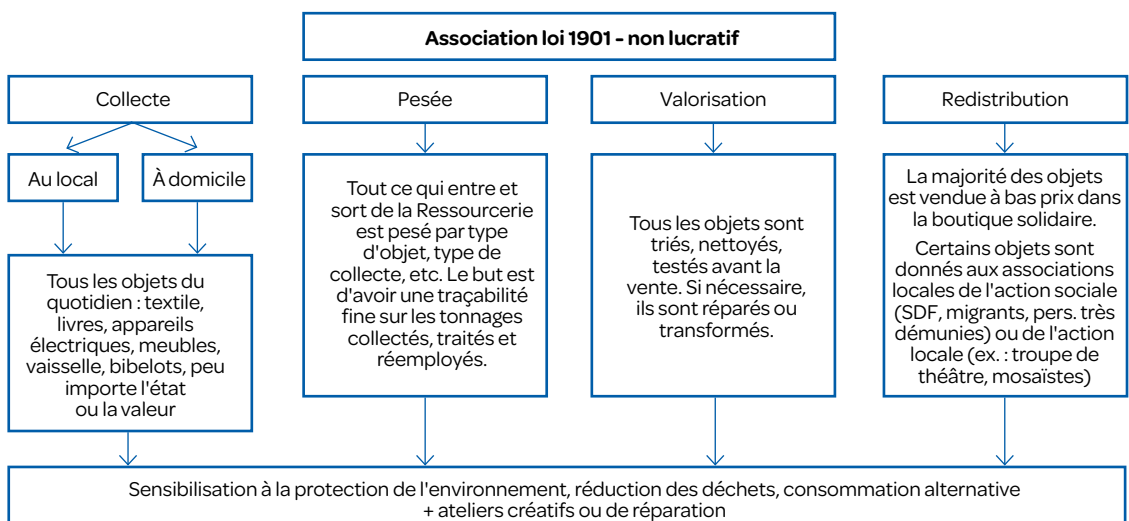 Association loi 1901 - non lucratif
Collecte
Au local
À domicile
Tous les objets du
quotidien : textile,
livres, appareils
électriques, meubles,
vaisselle, bibelots, peu
importe l'état
ou la valeur
Pesée
Tout ce qui entre et
sort de la Ressourcerie
est pesé par type
d'objet, type de
collecte, etc. Le but est
d'avoir une traçabilité
fine sur les tonnages
collectés, traités et
réemployés.
Valorisation
Tous les objets sont
triés, nettoyés,
testés avant la
vente. Si nécessaire,
ils sont réparés ou
transformés.
Redistribution
La majorité des objets
est vendue à bas prix dans
la boutique solidaire.
Certains objets sont
donnés aux associations
locales de l'action sociale
(SDF, migrants, pers. très
démunies) ou de l'action
locale (ex. : troupe de
théâtre, mosaïstes)
Sensibilisation à la protection de l'environnement, réduction des déchets, consommation alternative
+ ateliers créatifs ou de réparation